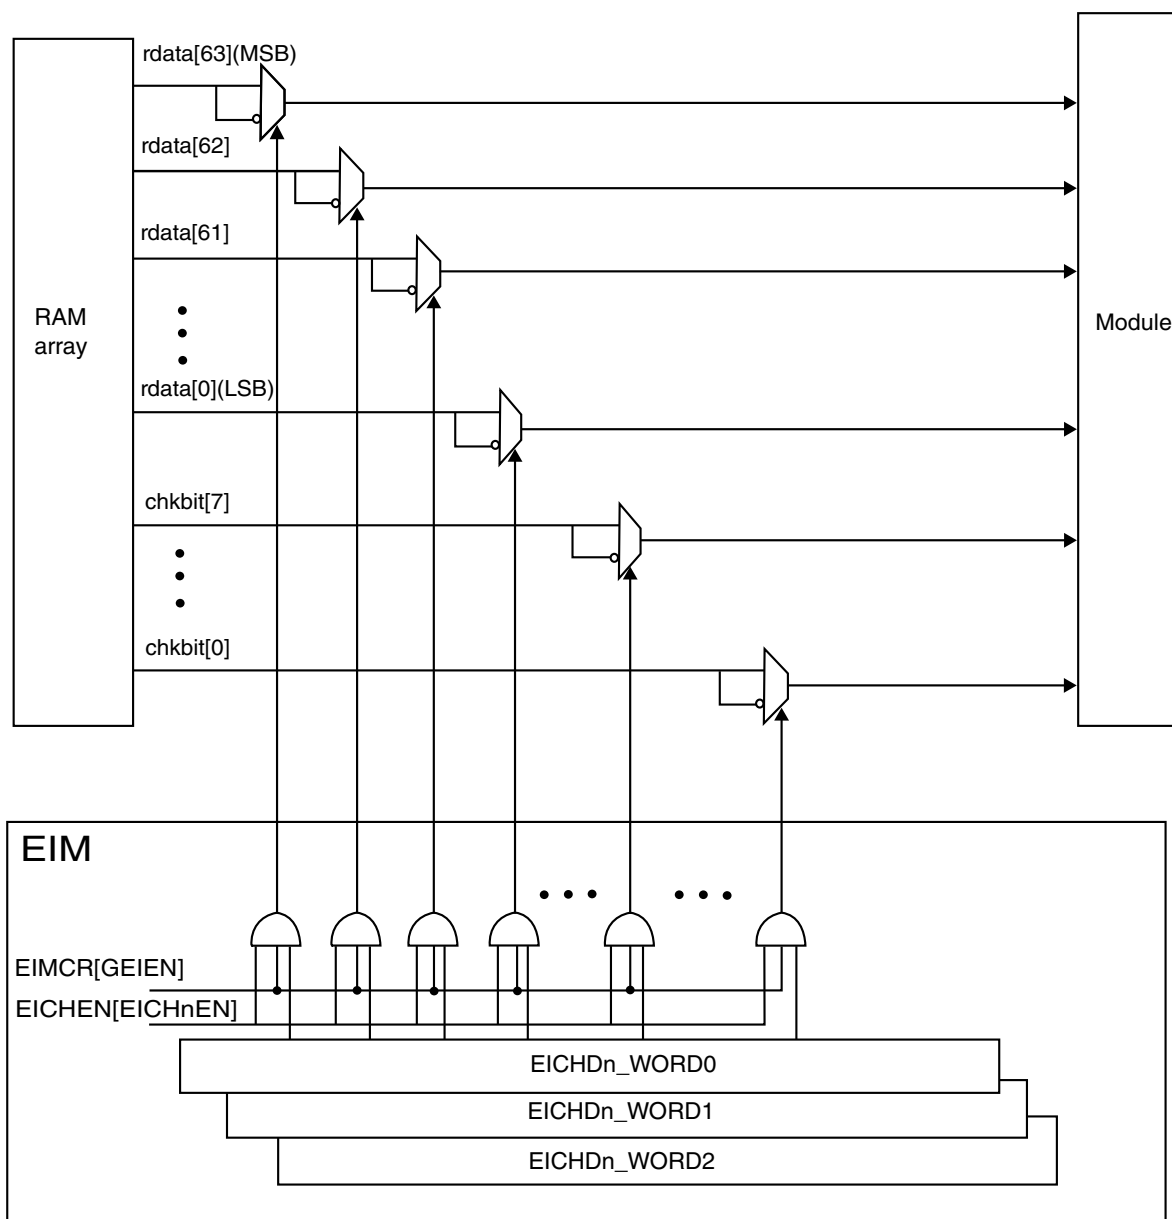 rdata[63](MSB)
rdata[62]
rdata[61]
RAM
array
Module
rdata[0](LSB)
chkbit[7]
chkbit[0]
EIM
EIMCR[GEIEN]
EICHEN[EICHnEN]
EICHDn_WORD0
EICHDn_WORD1
EICHDn_WORD2